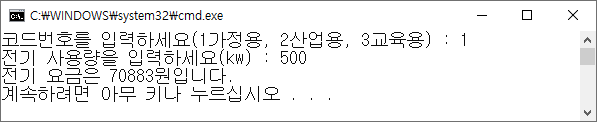 C:\WINDOWS\system32\cmd.exe
코드번호를 입력하세요(1가정용, 2산업용, 3교육용) : 1
전기 사용량을 입력하세요(kw) : 500
전기 요금은 70883원입니다.
계속하려면 아무 키나 누르십시오 . . .